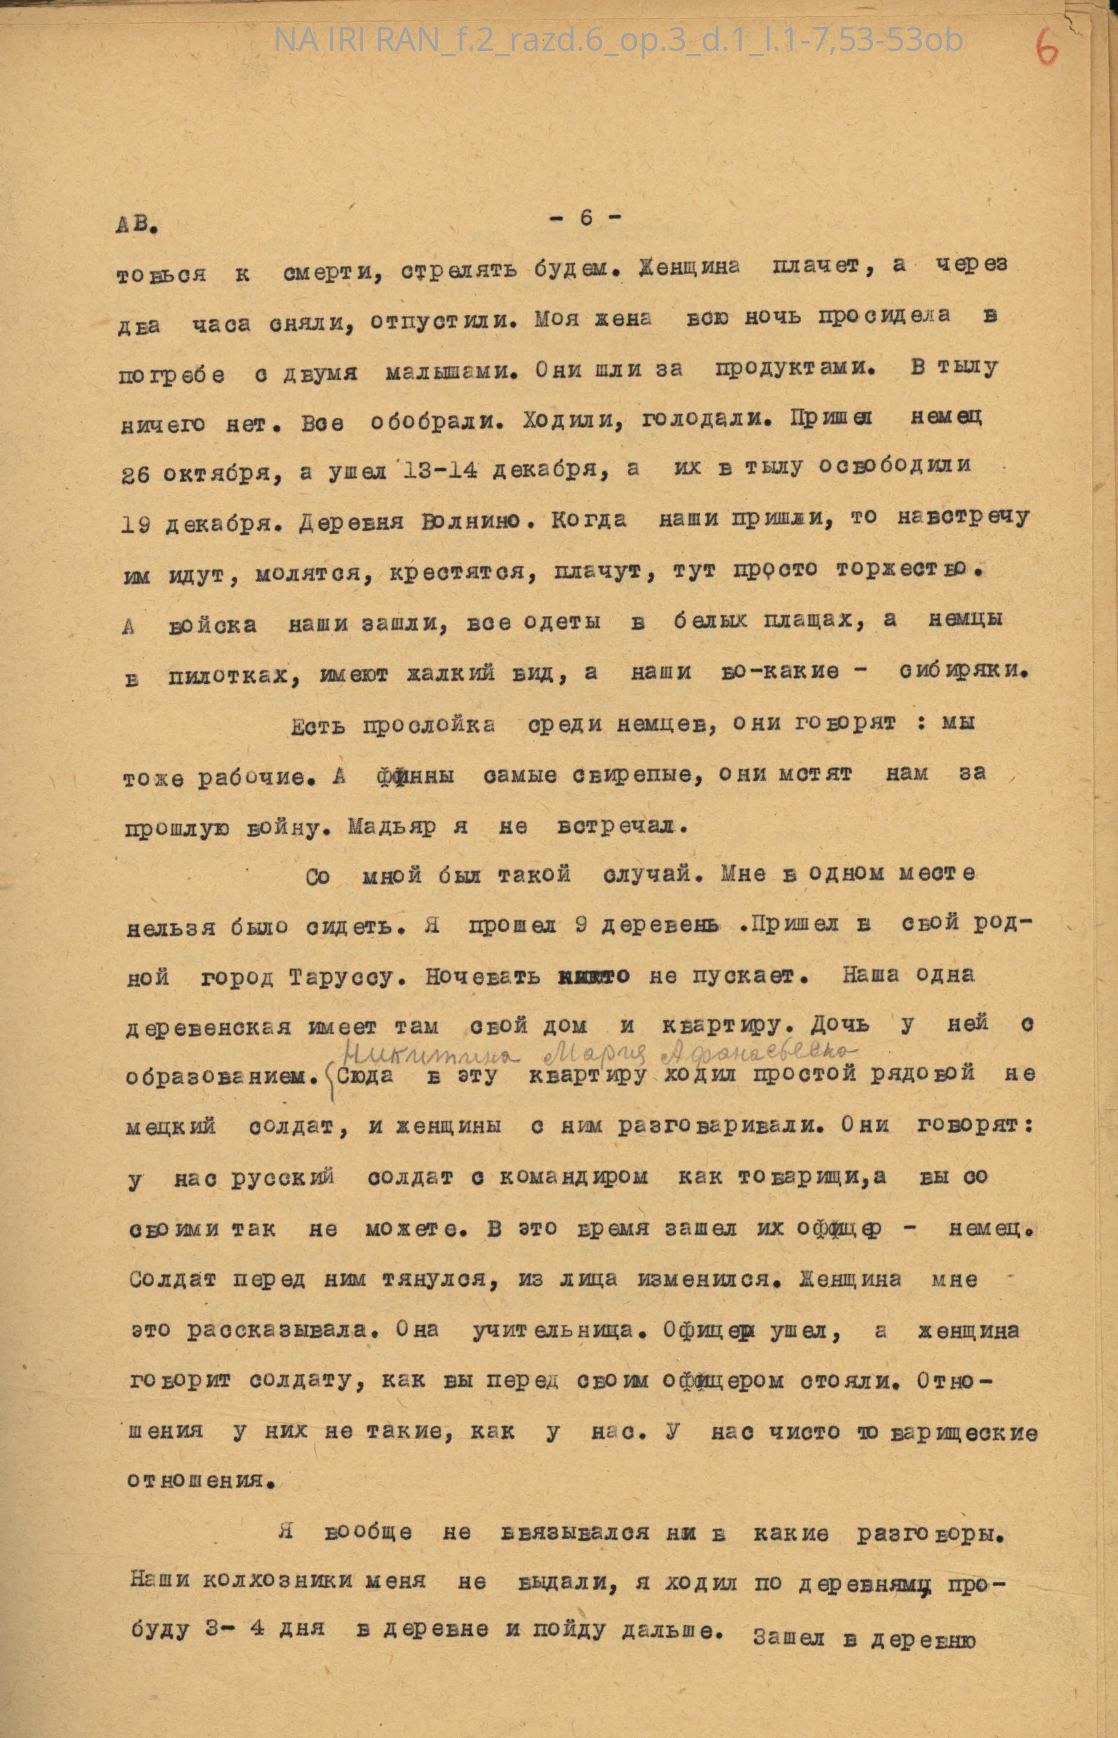 NA IRI RAN_f.2_razd.6_op.3_d.1_l.1-7,53-53ob
6
АВ.
- 6 -
товься к смерти, стрелять будем. Женщина плачет, а через
два часа сняли, отпустили. Моя жена всю ночь просидела в
погребе с двумя малышами. Они шли за продуктами. В тылу
ничего нет. Все обобрали. Ходили, голодали. Пришел немец
26 октября, а ушел 13-14 декабря, а их в тылу освободили
19 декабря. Деревня Волнино. Когда наши пришли, то навстречу
им идут, молятся, крестятся, плачут, тут просто торжество.
А войска наши зашли, все одеты в белых плащах, а немцы
в пилотках, имеют жалкий вид, а наши во-какие - сибиряки.
Есть прослойка среди немцев, они говорят : мы
тоже рабочие. А финны самые свирепые, они мстят нам за
прошлую войну. Мадьяр я не встречал.
Со мной был такой случай. Мне в одном месте
нельзя было сидеть. Я прошел 9 деревень .Пришел в свой род-
ной город Таруссу. Ночевать никто не пускает. Наша одна
деревенская имеет там свой дом и квартиру. Дочь у ней с
Никитина Мария Афанасьевна
образованием. Сюда в эту квартиру ходил простой рядовой не
мецкий солдат, и женщины с ним разговаривали. Они говорят:
у нас русский солдат с командиром как товарищи,а вы со
своими так не можете. В это время зашел их офицер - немец.
Солдат перед ним тянулся, из лица изменился. Женщина мне
это рассказывала. Она учительница. Офицер ушел, а женщина
говорит солдату, как вы перед своим офицером стояли. Отно-
шения у них не такие, как у нас. У нас чисто товарищеские
отношения.
Я вообще не ввязывался ни в какие разговоры.
Наши колхозники меня не выдали, я ходил по деревням, про-
буду 3- 4 дня в деревне и пойду дальше. Зашел в деревню